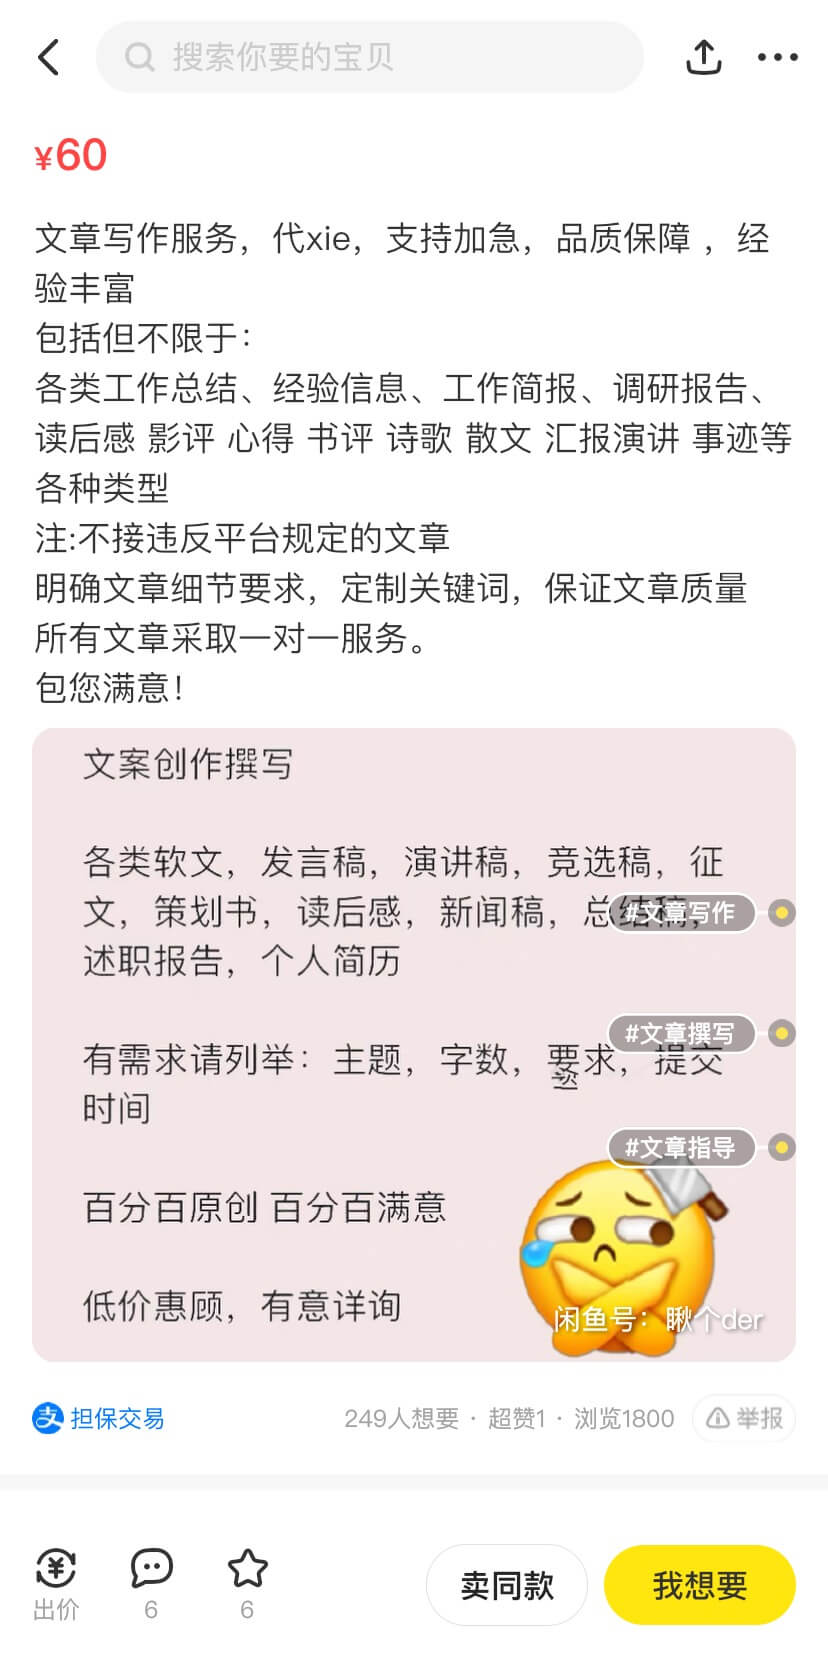 搜索你要的宝贝
¥60
文章写作服务，代xie，支持加急，品质保障 ，经
验丰富
包括但不限于：
各类工作总结、经验信息、工作简报、调研报告、
读后感 影评 心得 书评 诗歌 散文 汇报演讲 事迹等
各种类型
注:不接违反平台规定的文章
明确文章细节要求，定制关键词，保证文章质量
所有文章采取一对一服务。
包您满意！
文案创作撰写
各类软文，发言稿，演讲稿，竞选稿，征
文，策划书，读后感，新闻稿，总结稿，
#文章写作
述职报告，个人简历
#文章撰写
有需求请列举：主题，字数，要求，提交
时间
#文章指导
百分百原创 百分百满意
低价惠顾，有意详询
闲鱼号：瞅个der
支 担保交易
249人想要 · 超赞1 · 浏览1800
举报
出价
6
6
卖同款
我想要